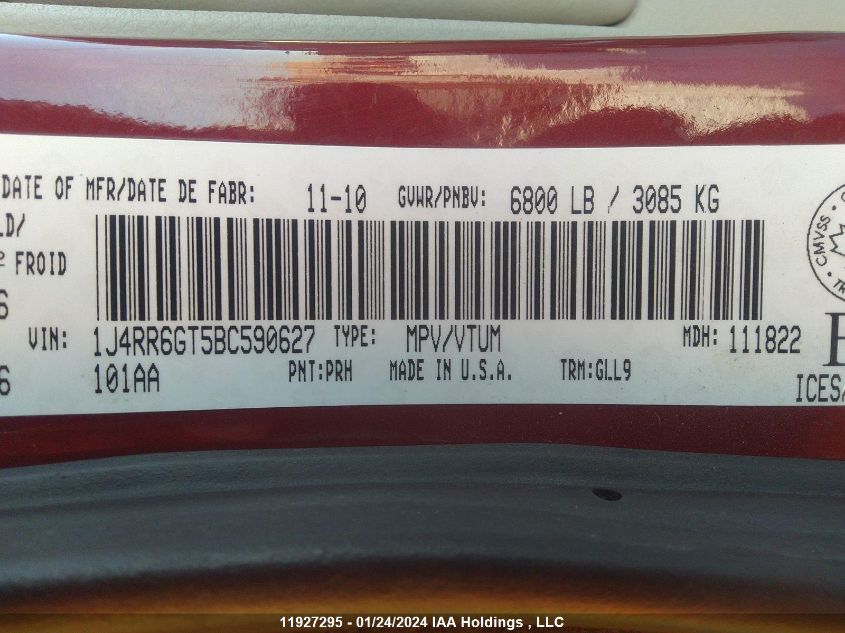 DATE OF MFR/DATE DE FABR: 11-10 GVWR/PNBV: 6800 LB / 3085 KG
LD/
FROID
CMVSS
6
VIN: 1J4RR6GT5BC590627 TYPE: MPV/VTUM MDH: 111822
6 101AA PNT:PRH MADE IN U.S.A. TRM:GLL9 ICES/
11927295 - 01/24/2024 IAA Holdings , LLC